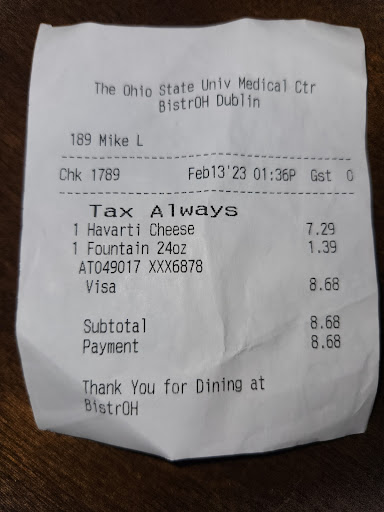 The Ohio State Univ Medical Ctr
BistrOH Dublin
189 Mike L
Chk 1789 Feb13'23 01:36P Gst 0
Tax Always
1 Havarti Cheese 7.29
1 Fountain 24oz 1.39
AT049017 XXX6878
Visa 8.68
Subtotal 8.68
Payment 8.68
Thank You for Dining at
BistrOH